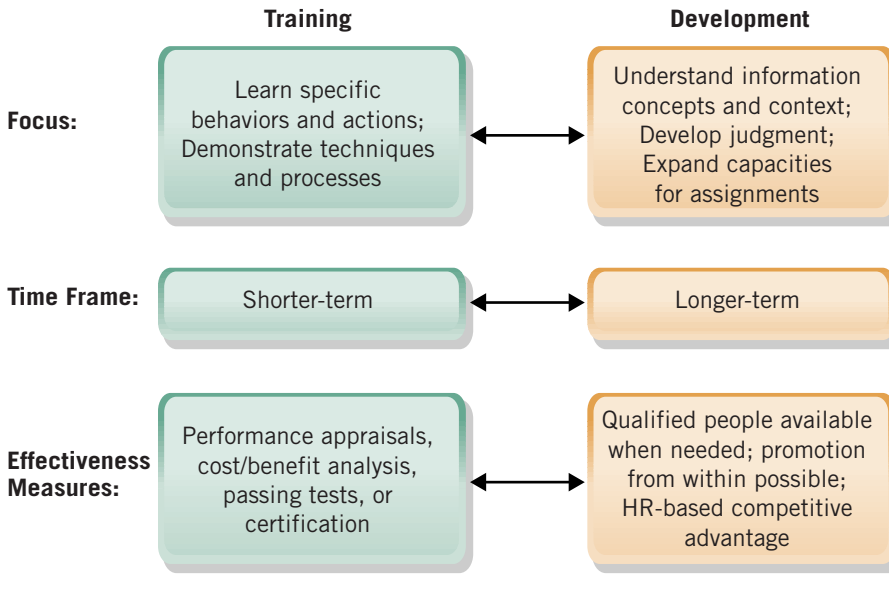 Training
Development
Focus:
Learn specific
behaviors and actions;
Demonstrate techniques
and processes
Understand information
concepts and context;
Develop judgment;
Expand capacities
for assignments
Time Frame:
Shorter-term
Longer-term
Effectiveness
Measures:
Performance appraisals,
cost/benefit analysis,
passing tests, or
certification
Qualified people available
when needed; promotion
from within possible;
HR-based competitive
advantage